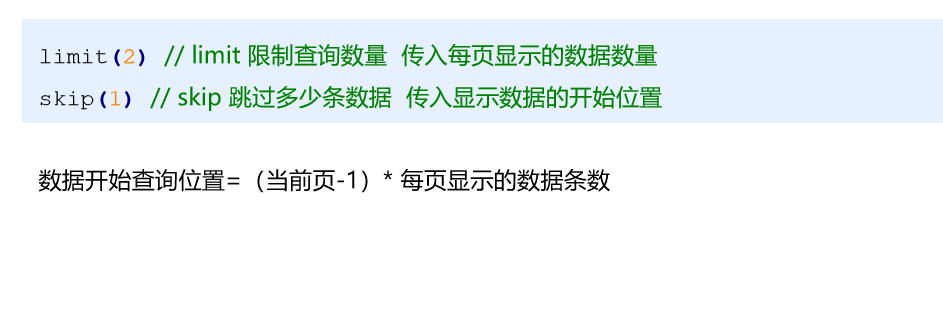 limit(2) // limit 限制查询数量 传入每页显示的数据数量
skip(1) // skip 跳过多少条数据 传入显示数据的开始位置
数据开始查询位置=（当前页-1）* 每页显示的数据条数